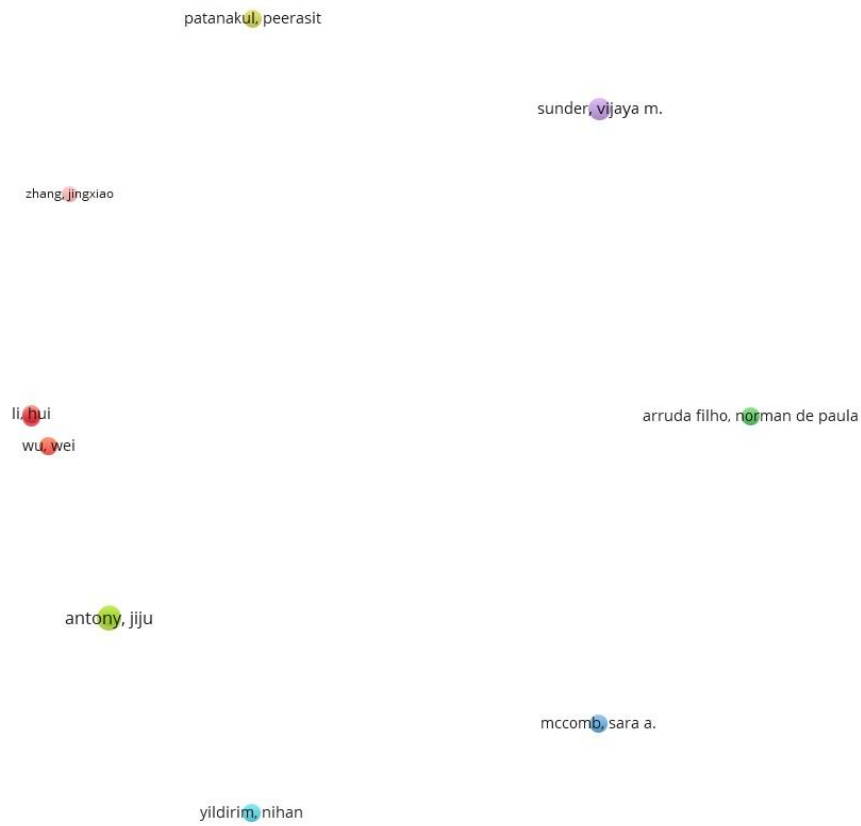 patanakul, peerasit
sunder, vijaya m.
zhang, jingxiao
li, hui
arruda filho, norman de paula
wu, wei
antony, jiju
mccomb, sara a.
yildirim, nihan